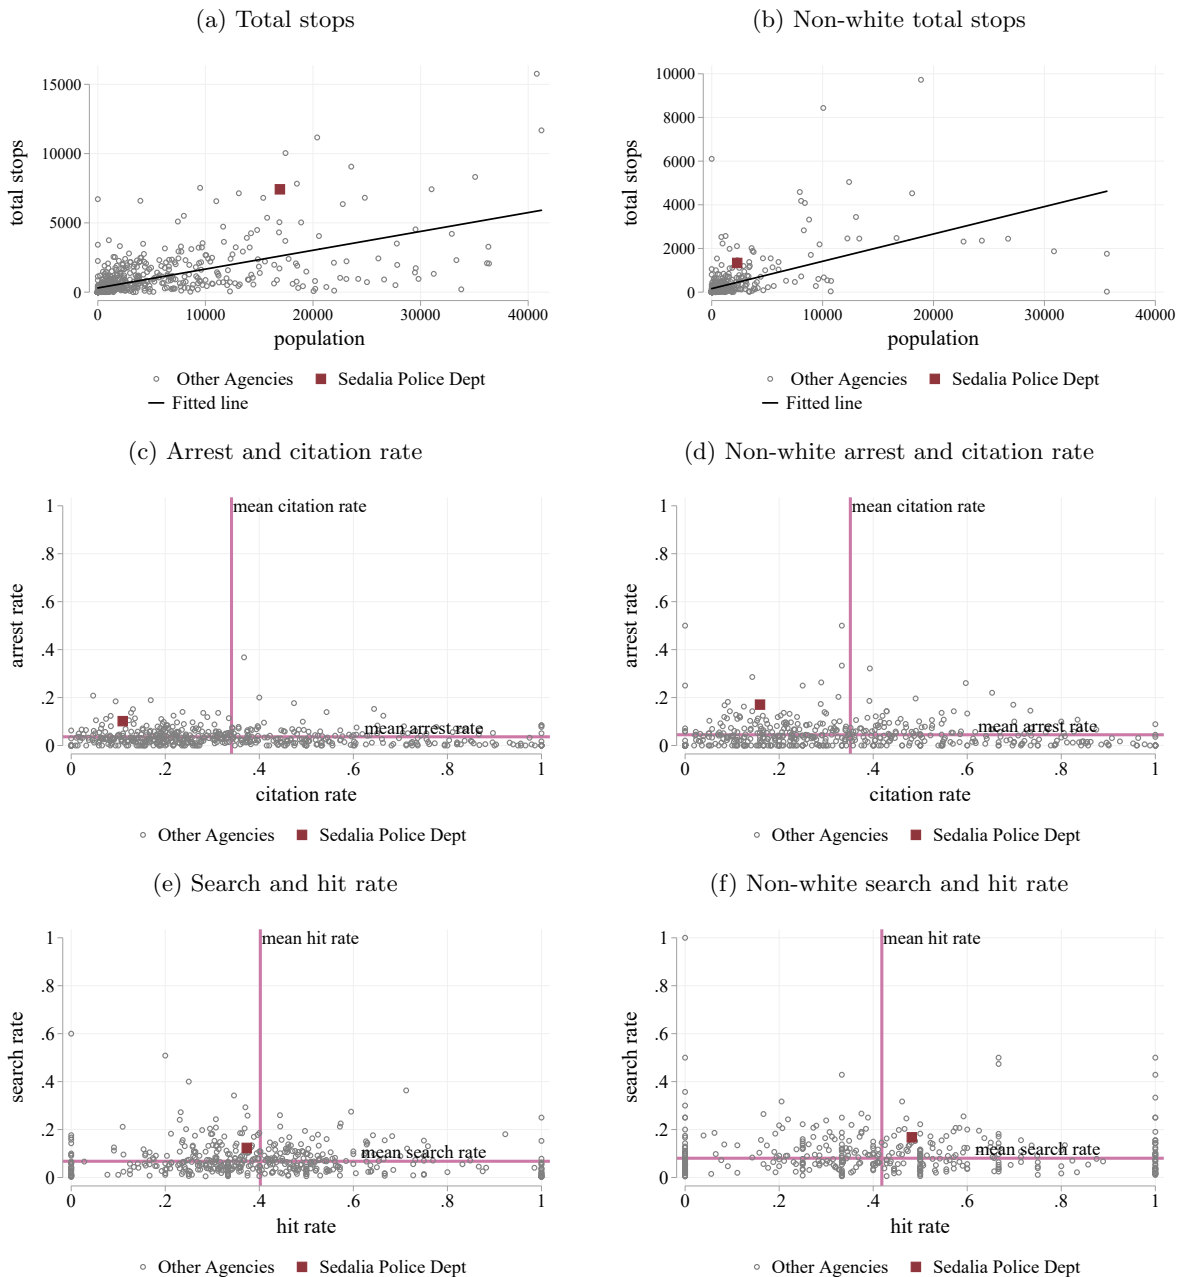 (a) Total stops
(b) Non-white total stops
total stops
15000
10000
5000
0
0 10000 20000 30000 40000
population
Other Agencies Sedalia Police Dept
Fitted line
total stops
10000
8000
6000
4000
2000
0
0 10000 20000 30000 40000
population
Other Agencies Sedalia Police Dept
Fitted line
(c) Arrest and citation rate
(d) Non-white arrest and citation rate
arrest rate
1
.8
.6
.4
.2
0
mean citation rate
mean arrest rate
0 .2 .4 .6 .8 1
citation rate
Other Agencies Sedalia Police Dept
arrest rate
1
.8
.6
.4
.2
0
mean citation rate
mean arrest rate
0 .2 .4 .6 .8 1
citation rate
Other Agencies Sedalia Police Dept
(e) Search and hit rate
(f) Non-white search and hit rate
search rate
1
.8
.6
.4
.2
0
mean hit rate
mean search rate
0 .2 .4 .6 .8 1
hit rate
Other Agencies Sedalia Police Dept
search rate
1
.8
.6
.4
.2
0
mean hit rate
mean search rate
0 .2 .4 .6 .8 1
hit rate
Other Agencies Sedalia Police Dept